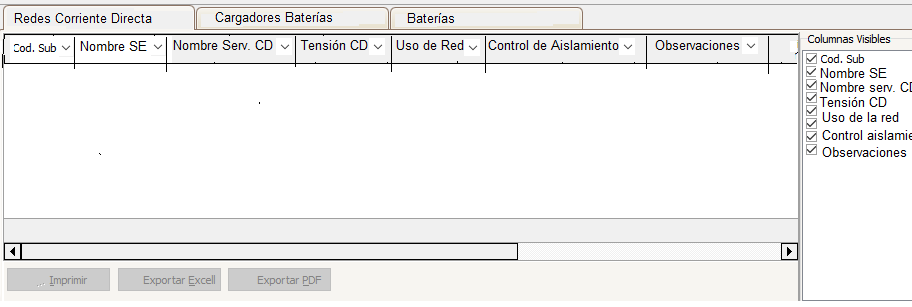 Redes Corriente Directa Cargadores Baterías Baterías
Cod. Sub Nombre SE Nombre Serv. CD Tensión CD Uso de Red Control de Aislamiento Observaciones
Columnas Visibles
Cod. Sub
Nombre SE
Nombre serv. CD
Tensión CD
Uso de la red
Control aislamie
Observaciones
Imprimir Exportar Excell Exportar PDF